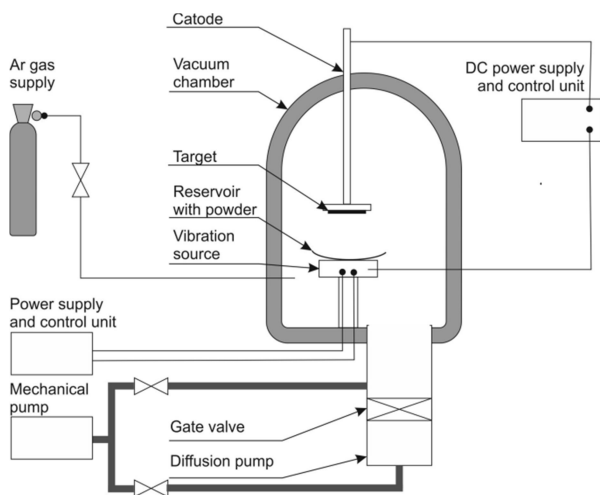 Catode
Ar gas
supply
Vacuum
chamber
DC power supply
and control unit
Target
Reservoir
with powder
Vibration
source
Power supply
and control unit
Mechanical
pump
Gate valve
Diffusion pump